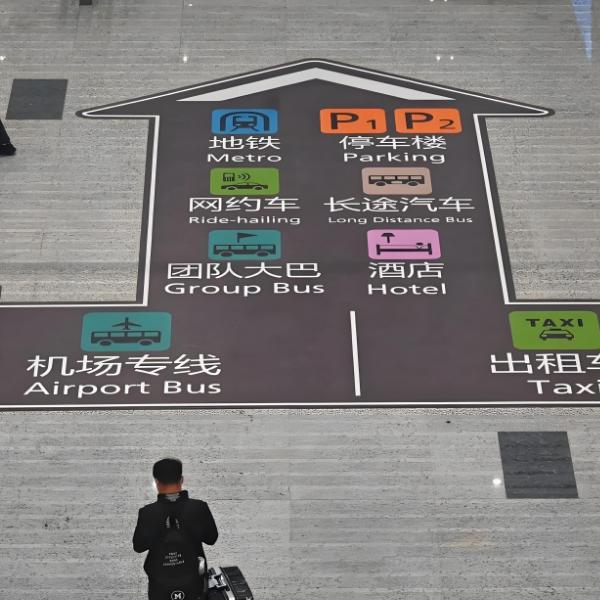 P1 P2
地铁 停车楼
Metro Parking
网约车 长途汽车
Ride-hailing Long Distance Bus
团队大巴 酒店
Group Bus Hotel
TAXI
机场专线 出租车
Airport Bus Taxi